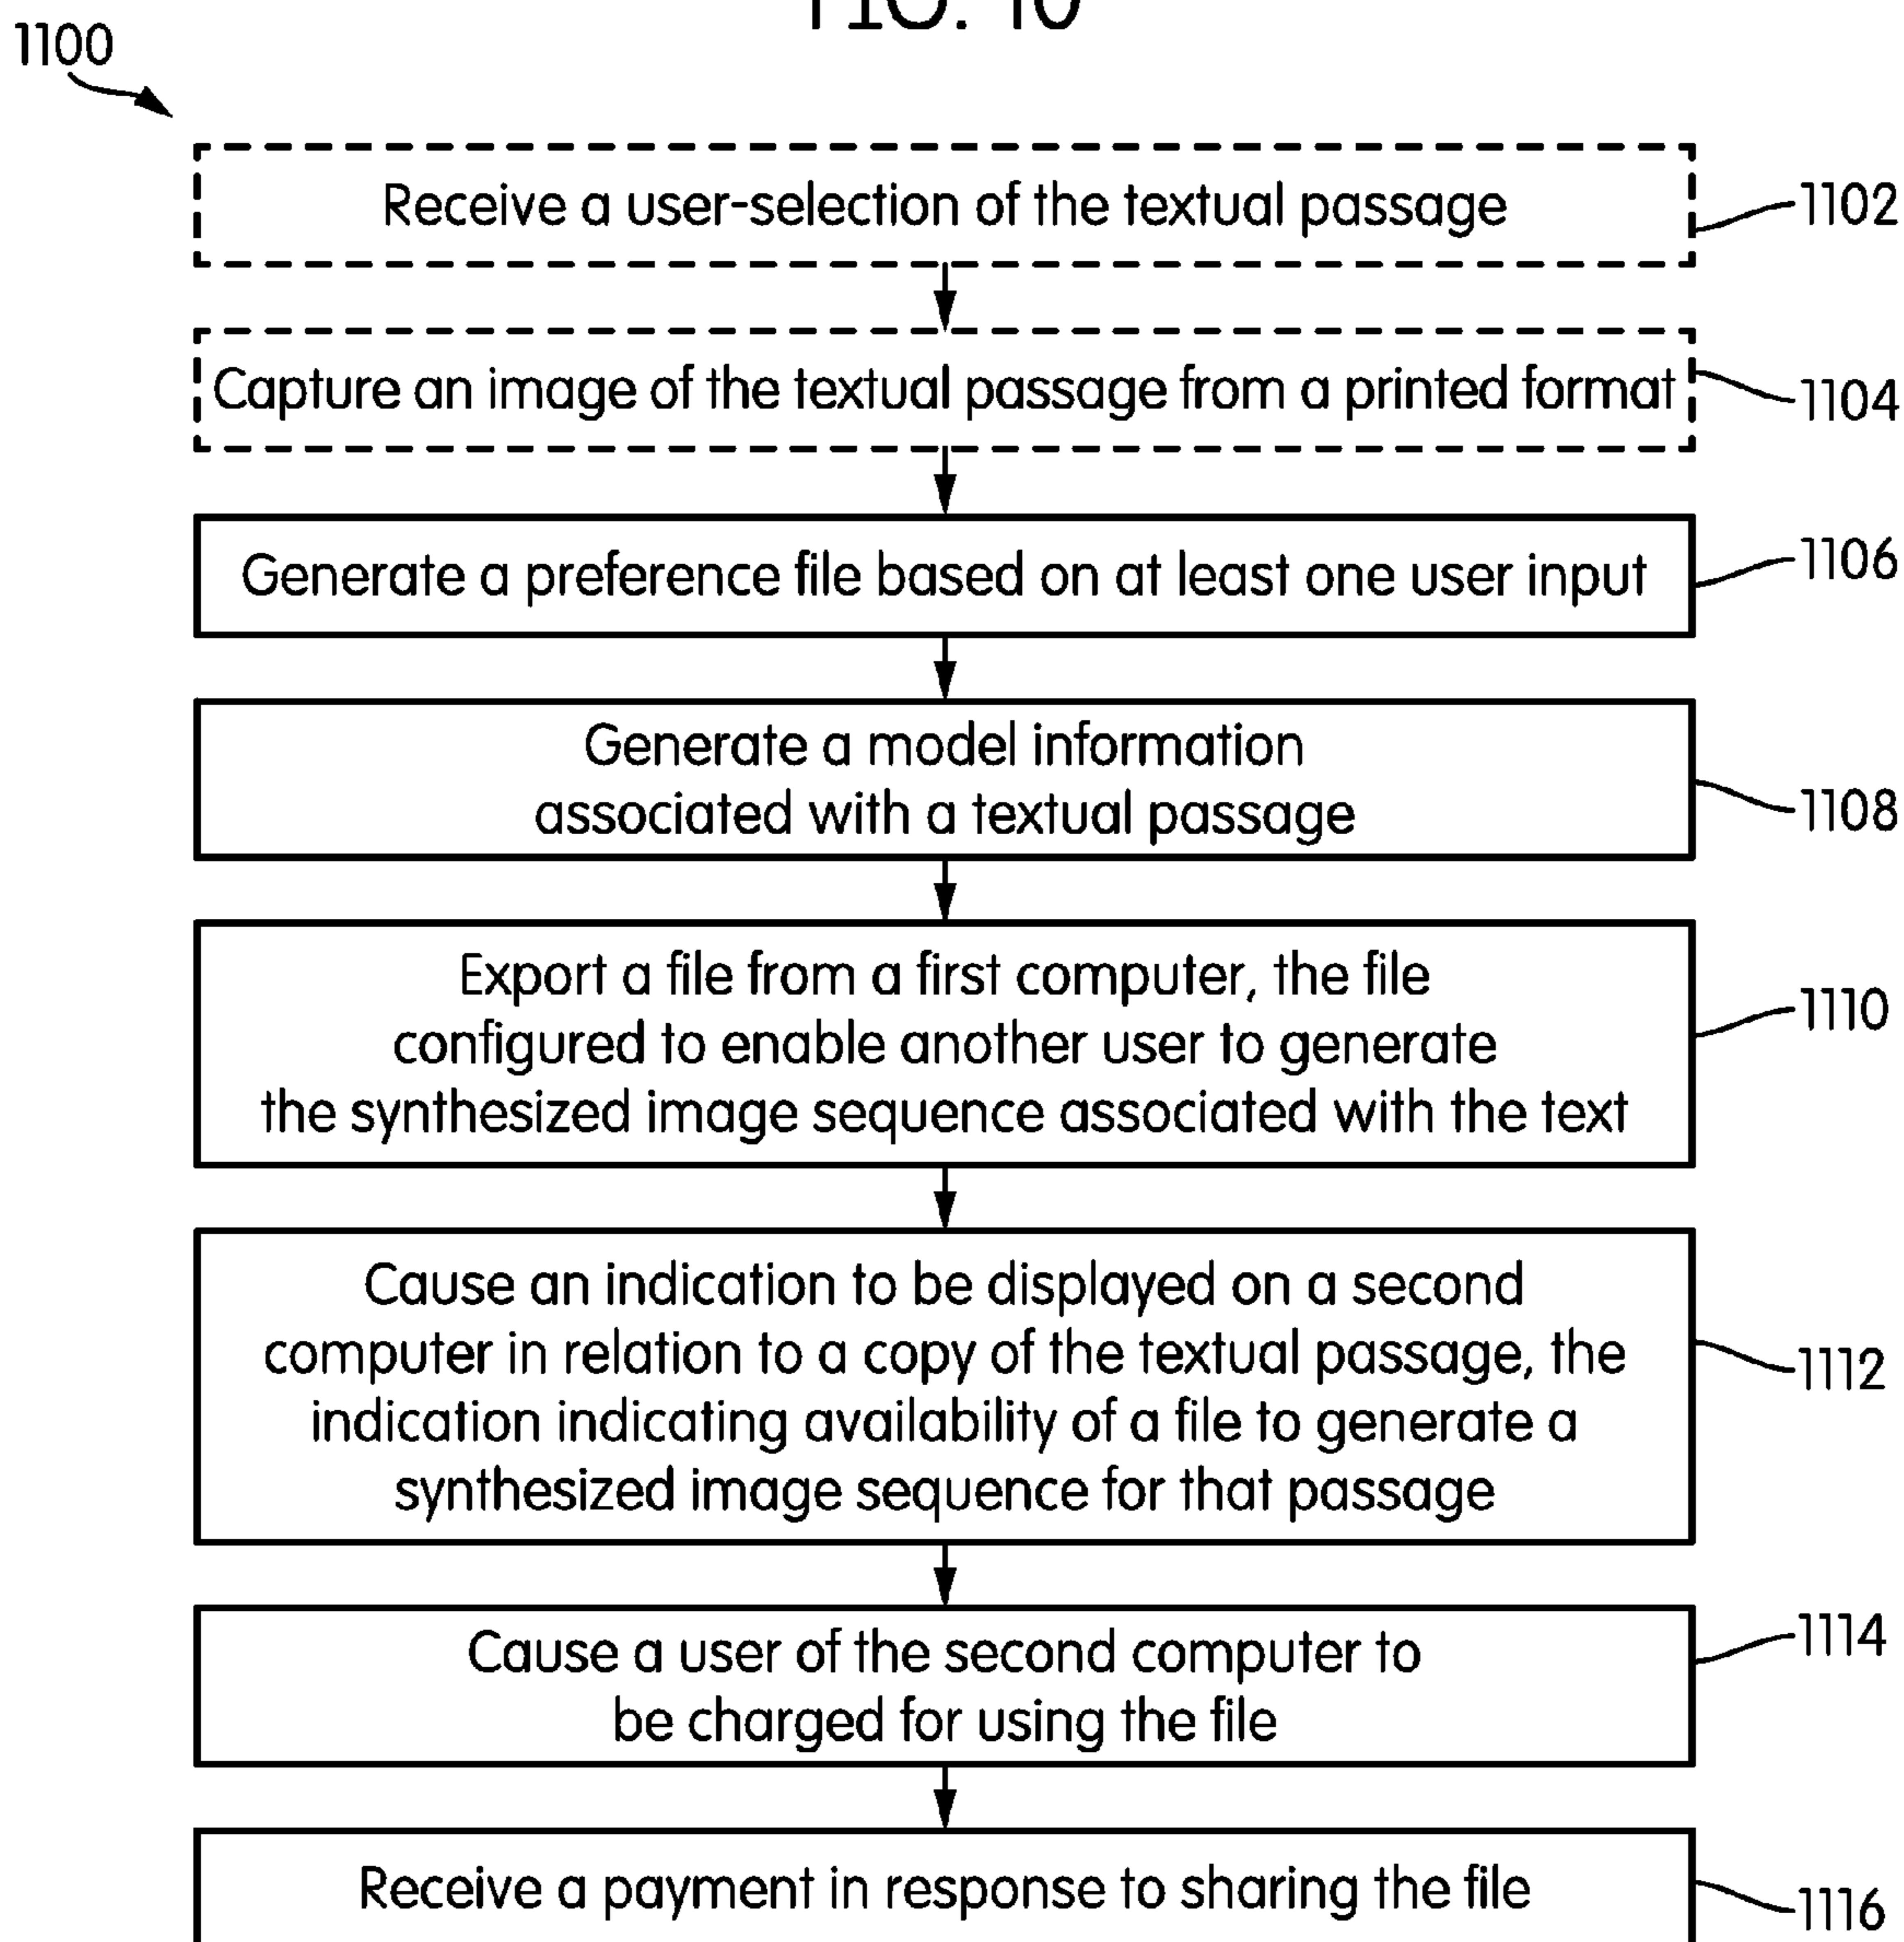 FIG. 10
1100
Receive a user-selection of the textual passage
1102
Capture an image of the textual passage from a printed format
1104
Generate a preference file based on at least one user input
1106
Generate a model information
associated with a textual passage
1108
Export a file from a first computer, the file
configured to enable another user to generate
the synthesized image sequence associated with the text
1110
Cause an indication to be displayed on a second
computer in relation to a copy of the textual passage, the
indication indicating availability of a file to generate a
synthesized image sequence for that passage
1112
Cause a user of the second computer to
be charged for using the file
1114
Receive a payment in response to sharing the file
1116